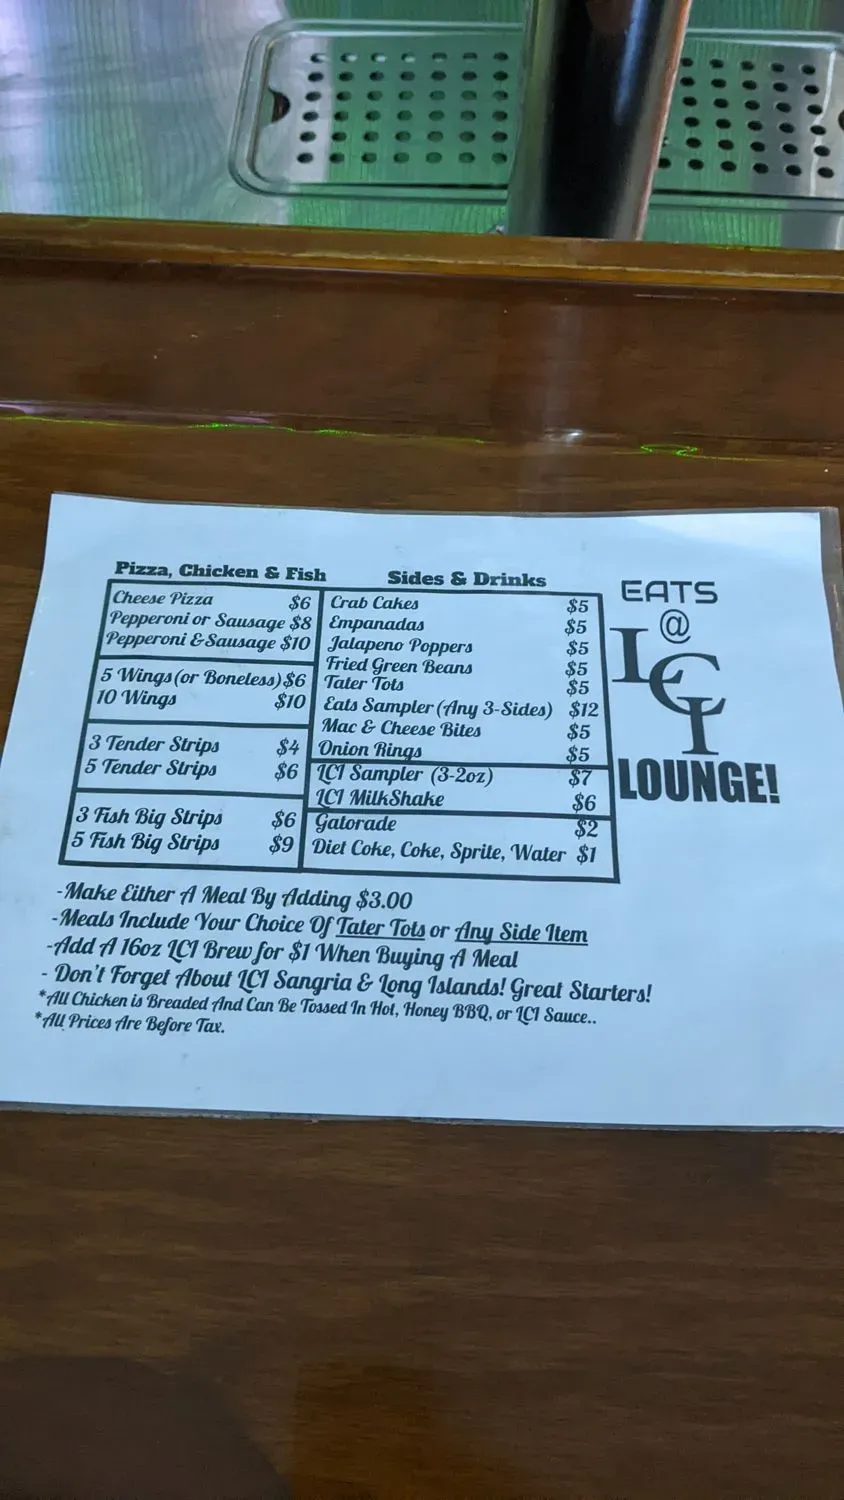 Pizza, Chicken & Fish
Cheese Pizza $6
Pepperoni or Sausage $8
Pepperoni & Sausage $10
5 Wings (or Boneless) $6
10 Wings $10
3 Tender Strips $4
5 Tender Strips $6
3 Fish Big Strips $6
5 Fish Big Strips $9
Sides & Drinks
Crab Cakes $5
Empanadas $5
Jalapeno Poppers $5
Fried Green Beans $5
Tater Tots $5
Eats Sampler (Any 3-Sides) $12
Mac & Cheese Bites $5
Onion Rings $5
LCI Sampler (3-2oz) $7
LCI MilkShake $6
Gatorade $2
Diet Coke, Coke, Sprite, Water $1
EATS
@
LCI
LOUNGE!
-Make Either A Meal By Adding $3.00
-Meals Include Your Choice Of Tater Tots or Any Side Item
-Add A 16oz LCI Brew for $1 When Buying A Meal
- Don't Forget About LCI Sangria & Long Islands! Great Starters!
*All Chicken is Breaded And Can Be Tossed In Hot, Honey BBQ, or LCI Sauce..
*All Prices Are Before Tax.